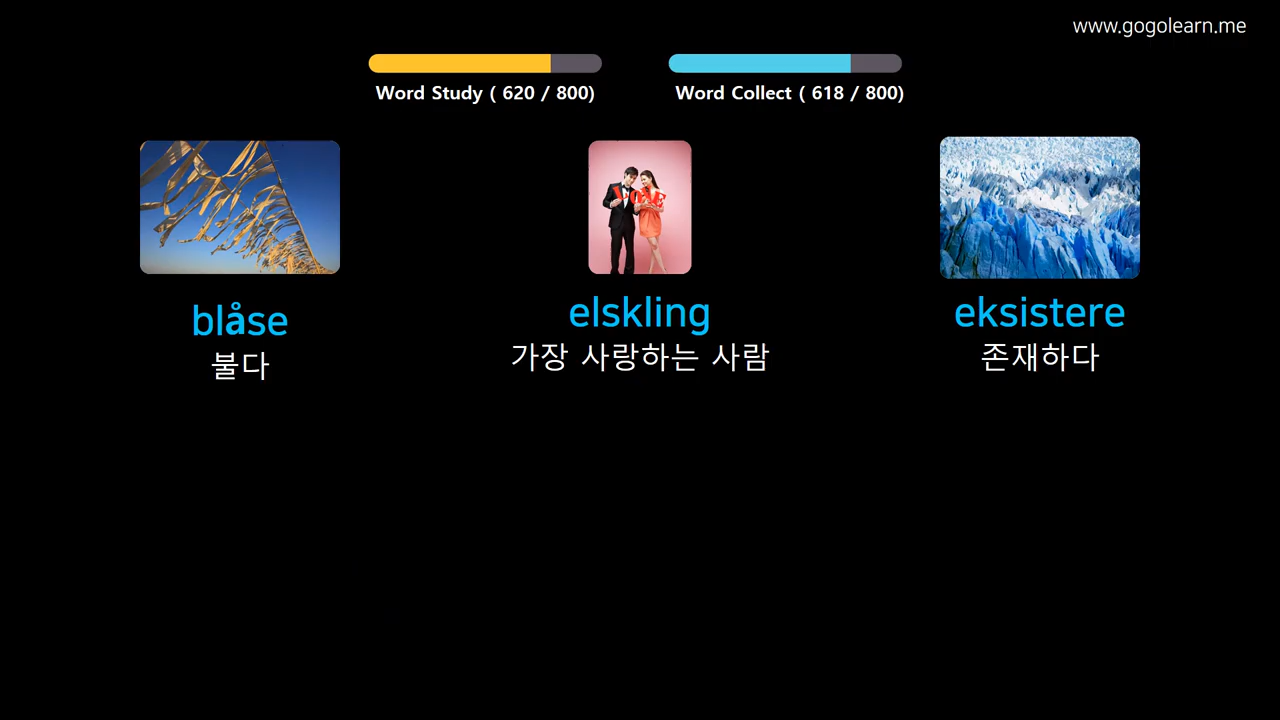 www.gogolearn.me
Word Study ( 620 / 800)
Word Collect ( 618 / 800)
LOVE
blåse
불다
elskling
가장 사랑하는 사람
eksistere
존재하다